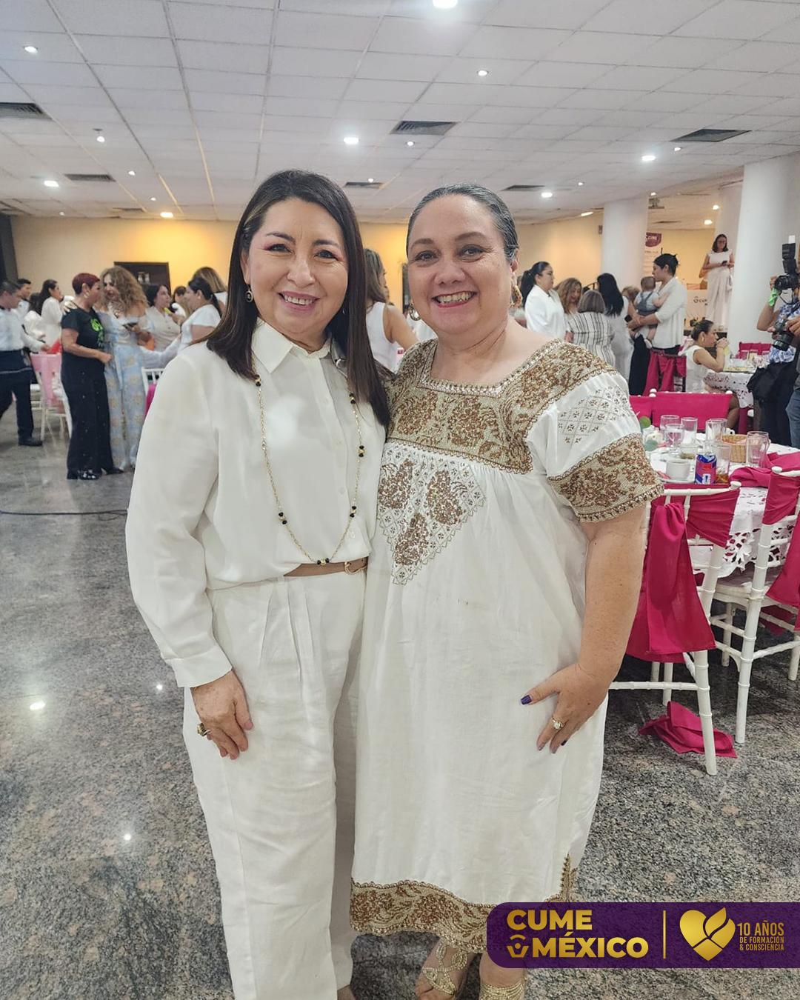 CUME
MÉXICO
10 AÑOS
DE FORMACIÓN
& CONSCIENCIA